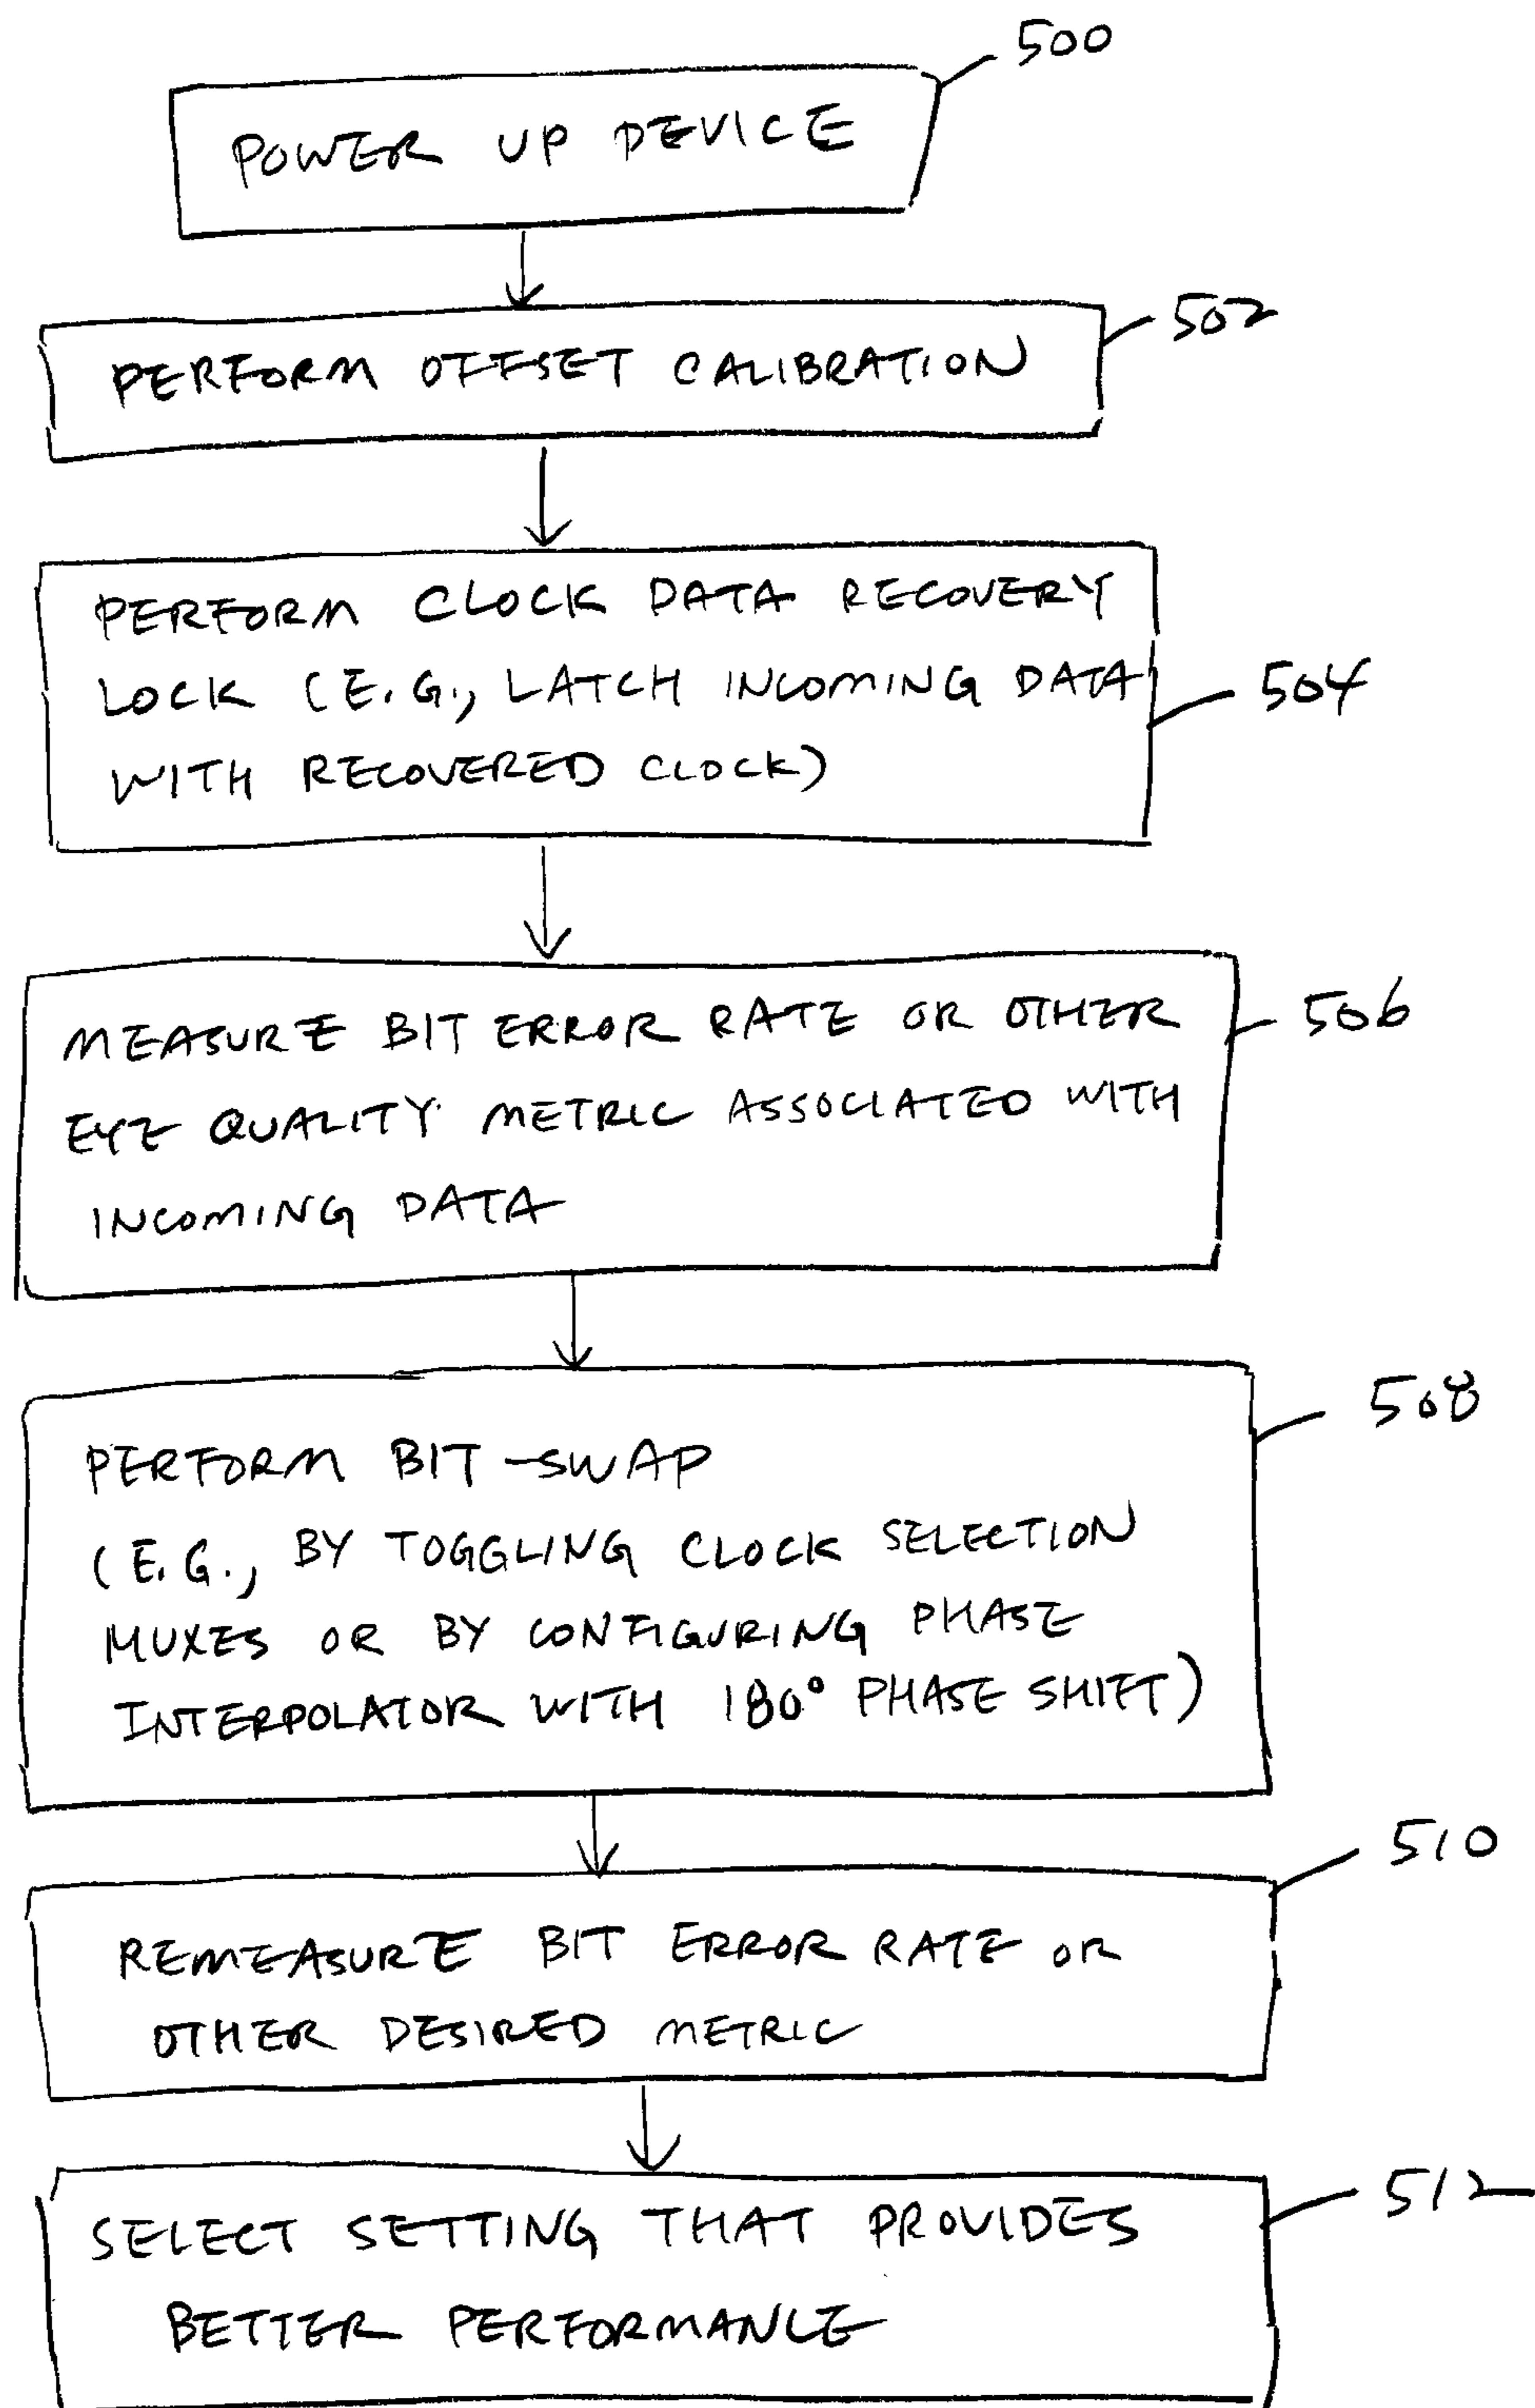 500
POWER UP DEVICE
502
PERFORM OFFSET CALIBRATION
PERFORM CLOCK DATA RECOVERY
LOCK (E.G., LATCH INCOMING DATA
504
WITH RECOVERED CLOCK)
MEASURE BIT ERROR RATE OR OTHER
506
EYE QUALITY METRIC ASSOCIATED WITH
INCOMING DATA
508
PERFORM BIT-SWAP
(E.G., BY TOGGLING CLOCK SELECTION
MUXES OR BY CONFIGURING PHASE
INTERPOLATOR WITH 180° PHASE SHIFT)
510
REMEASURE BIT ERROR RATE OR
OTHER DESIRED METRIC
512
SELECT SETTING THAT PROVIDES
BETTER PERFORMANCE